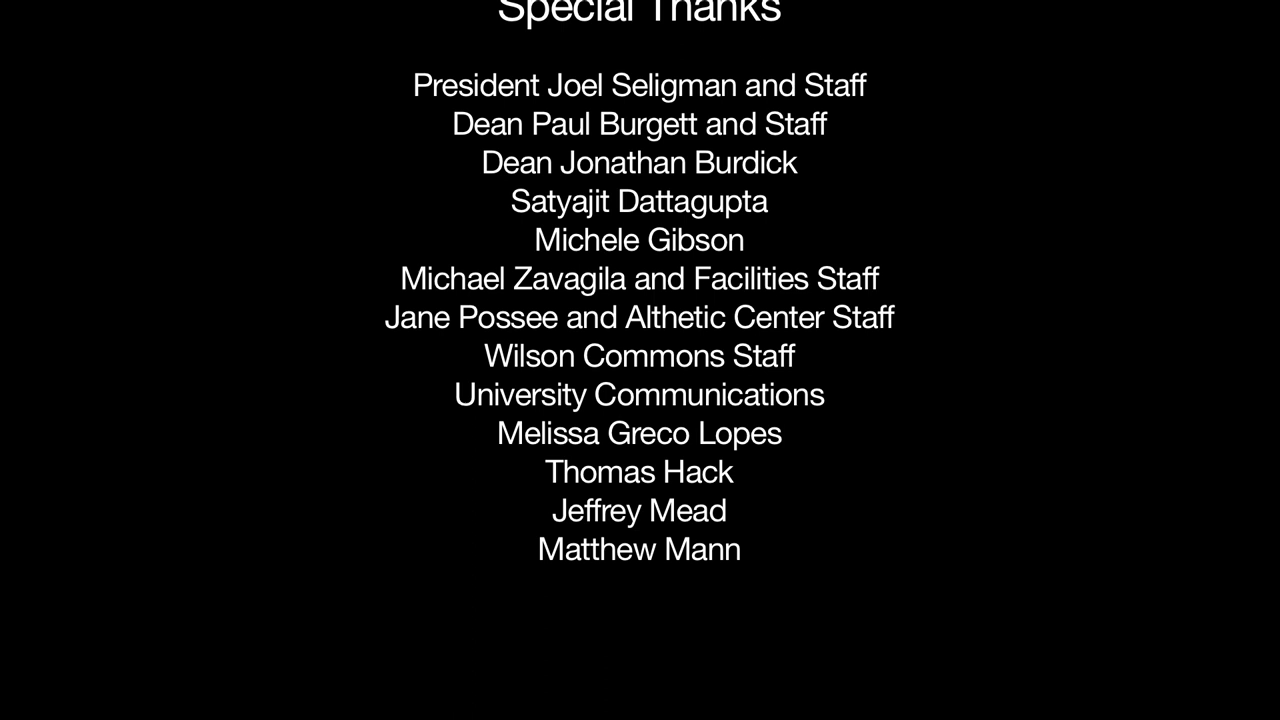 Special Thanks
President Joel Seligman and Staff
Dean Paul Burgett and Staff
Dean Jonathan Burdick
Satyajit Dattagupta
Michele Gibson
Michael Zavagila and Facilities Staff
Jane Possee and Althetic Center Staff
Wilson Commons Staff
University Communications
Melissa Greco Lopes
Thomas Hack
Jeffrey Mead
Matthew Mann